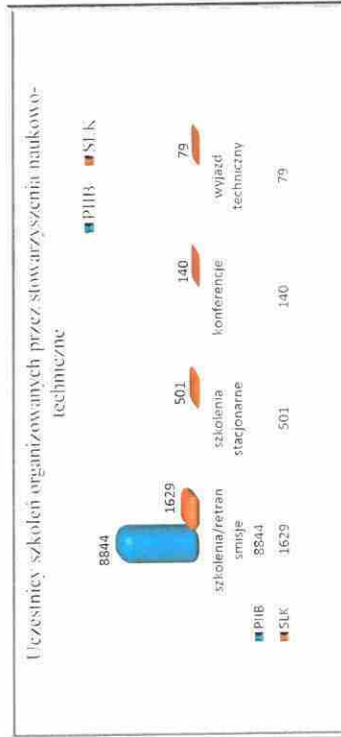 Uczestnicy szkoleń organizowanych przez stowarzyszenia naukowo-
techniczne
PIIB SLK
8844
1629
501
140
79
szkolenia/retran
smisje
szkolenia
stacjonarne
konferencje
wyjazd
techniczny
PIIB 8844
SLK 1629 501 140 79